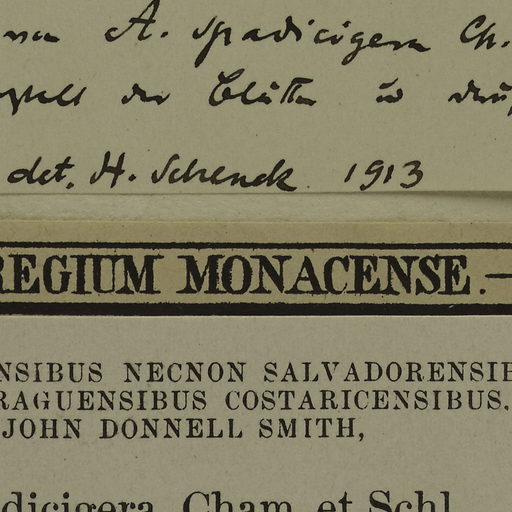 A. spadicigera Ch.
der Blätter
det. H. Schenck 1913
REGIUM MONACENSE.—
NSIBUS NECNON SALVADORENSIB
RAGUENSIBUS COSTARICENSIBUS,
JOHN DONNELL SMITH,
dicigera Cham. et Schl